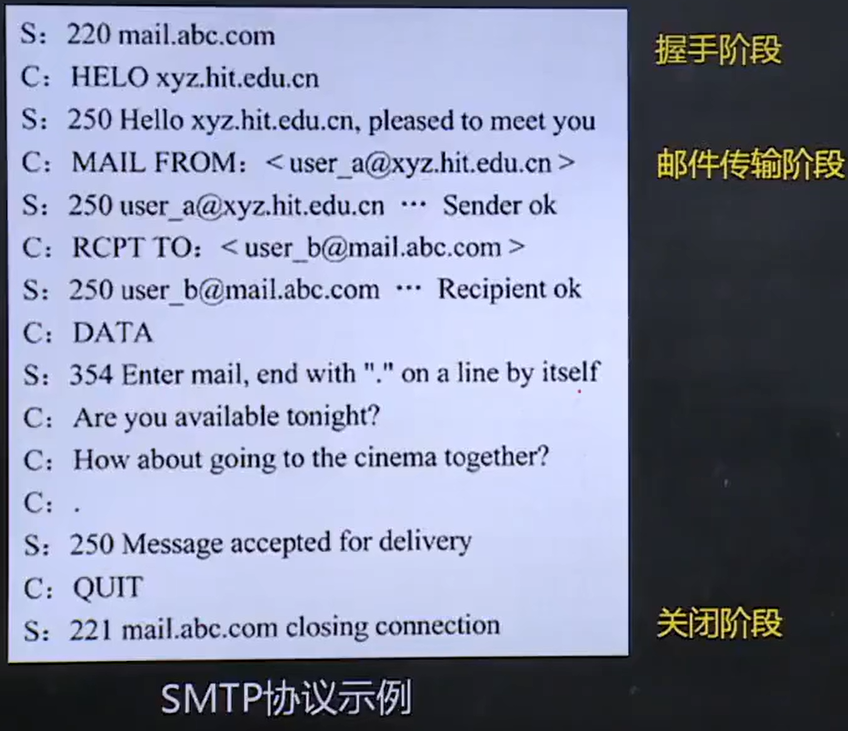 S: 220 mail.abc.com
握手阶段
C: HELO xyz.hit.edu.cn
S: 250 Hello xyz.hit.edu.cn, pleased to meet you
C: MAIL FROM: <user_a@xyz.hit.edu.cn>
邮件传输阶段
S: 250 user_a@xyz.hit.edu.cn ··· Sender ok
C: RCPT TO: <user_b@mail.abc.com>
S: 250 user_b@mail.abc.com ··· Recipient ok
C: DATA
S: 354 Enter mail, end with "." on a line by itself
C: Are you available tonight?
C: How about going to the cinema together?
C: .
S: 250 Message accepted for delivery
C: QUIT
S: 221 mail.abc.com closing connection
关闭阶段
SMTP协议示例